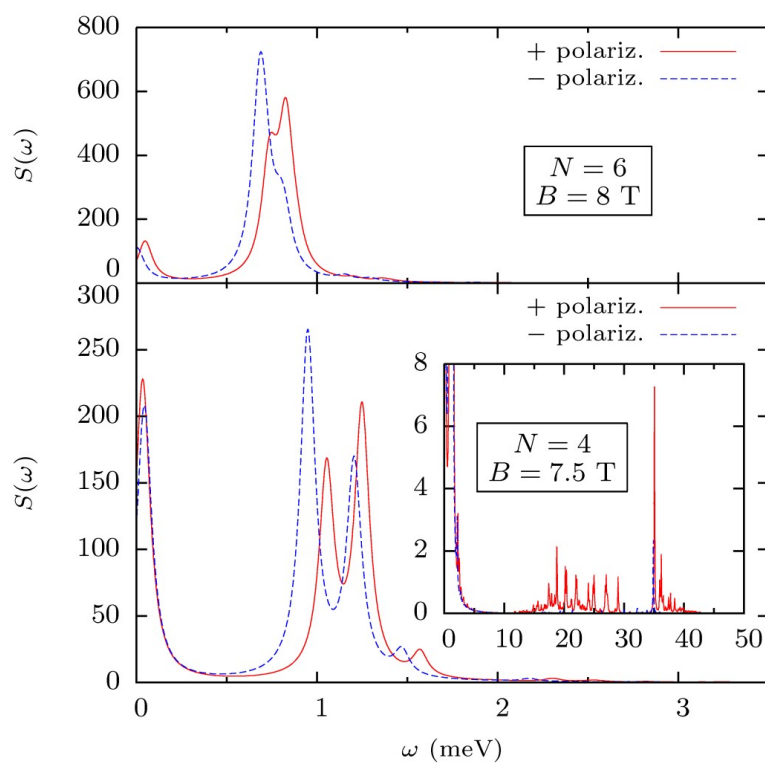 800
600
400
200
0
S(ω)
+ polariz.
− polariz.
N = 6
B = 8 T
300
250
200
150
100
50
0
S(ω)
+ polariz.
− polariz.
8
6
4
2
0
N = 4
B = 7.5 T
0 10 20 30 40 50
0 1 2 3
ω (meV)